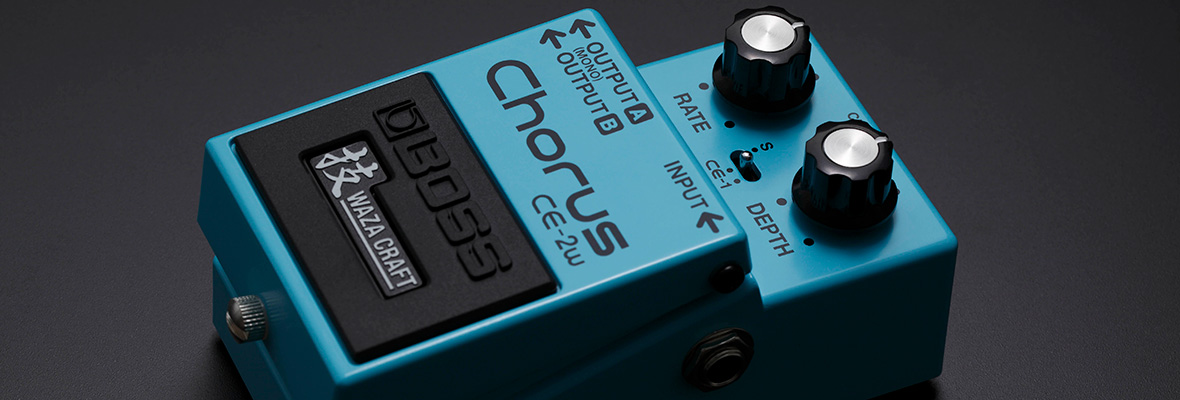 OUTPUT A
(MONO)
OUTPUT B
Chorus
CE-2w
INPUT
BOSS
技 WAZA CRAFT
RATE
S
CE-1
DEPTH